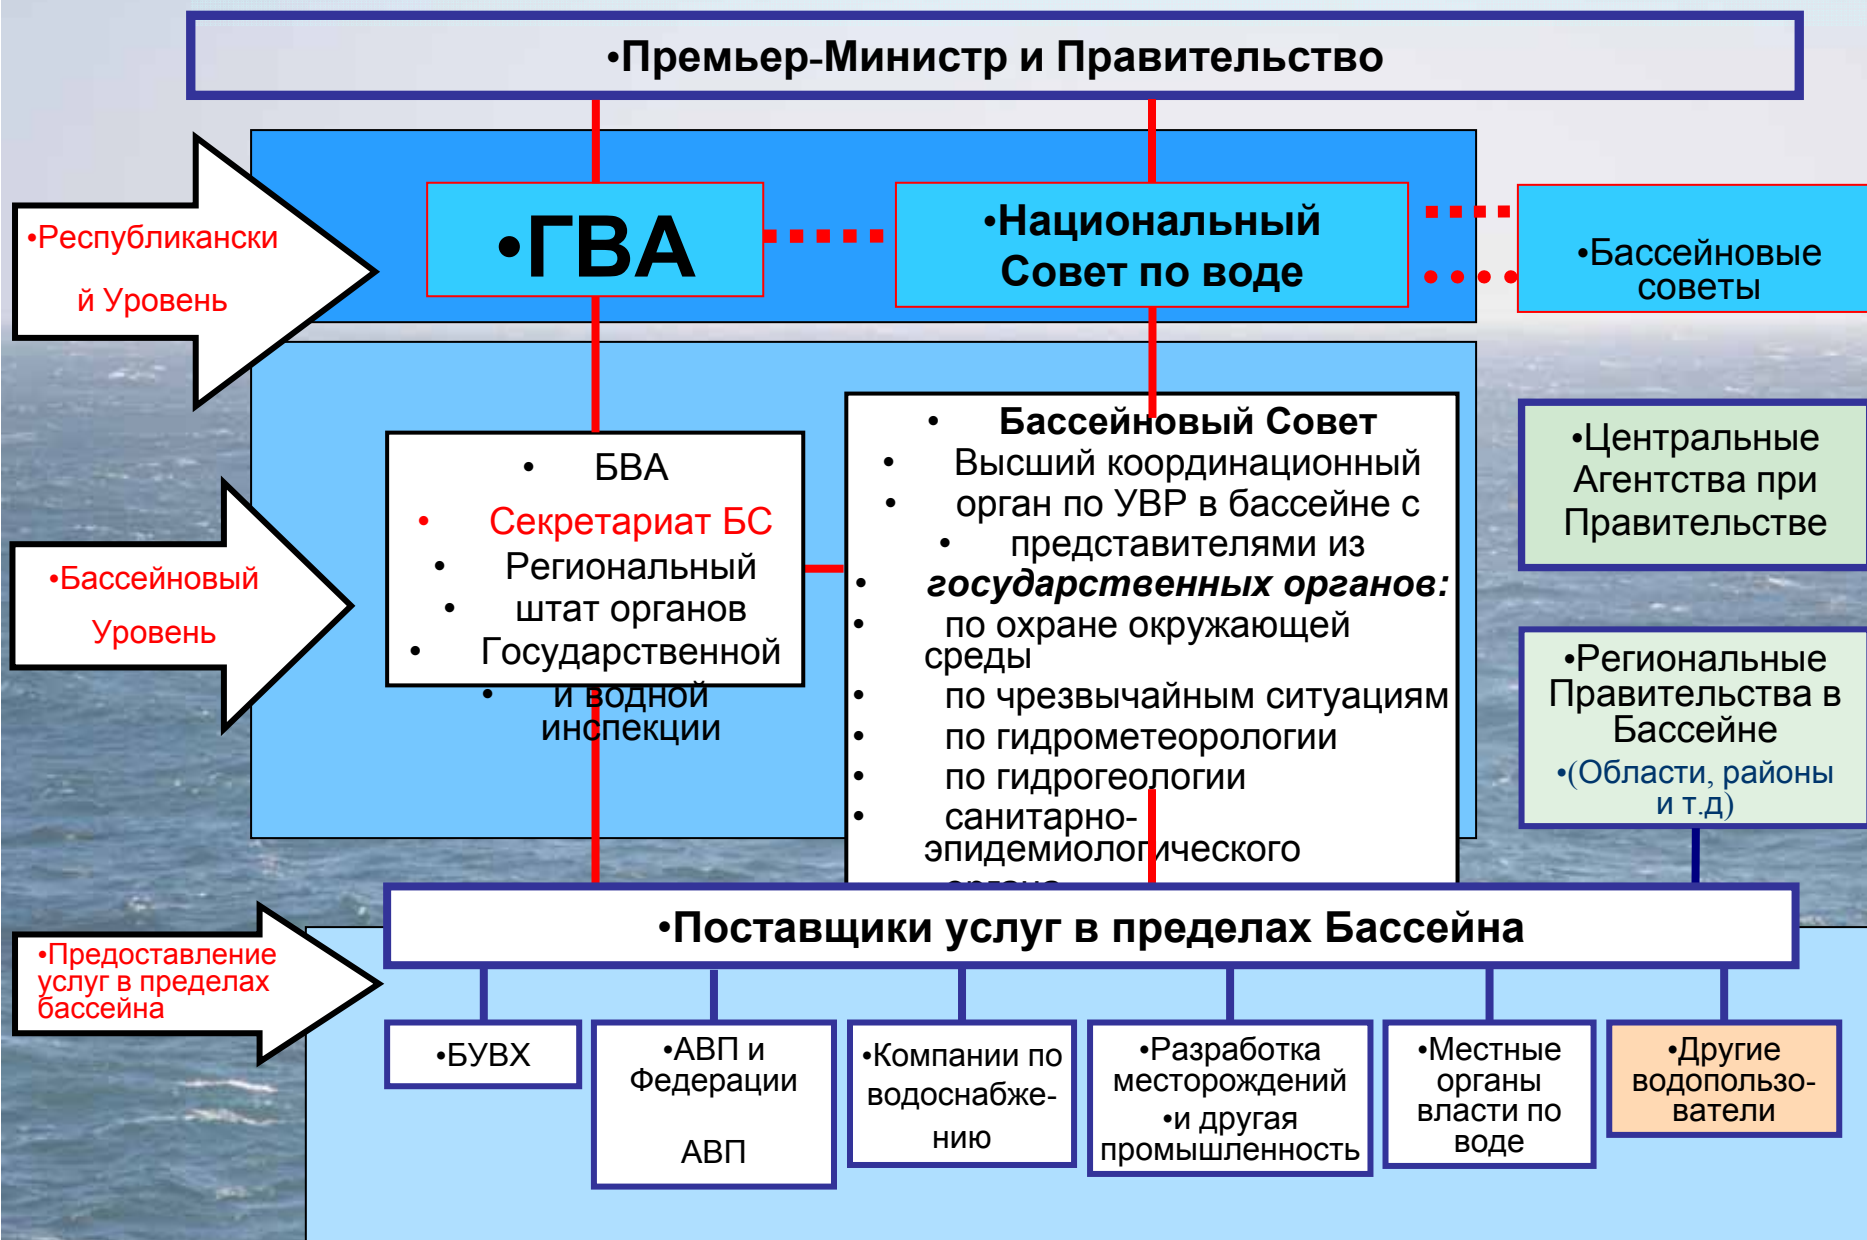 •Премьер-Министр и Правительство
•Республикански
й Уровень
•ГВА
•Национальный
Совет по воде
•Бассейновые
советы
•Бассейновый
Уровень
• БВА
• Секретариат БС
• Региональный
• штат органов
• Государственной
• и водной
инспекции
• Бассейновый Совет
• Высший координационный
• орган по УВР в бассейне с
• представителями из
• государственных органов:
• по охране окружающей
среды
• по чрезвычайным ситуациям
• по гидрометеорологии
• по гидрогеологии
• санитарно-
эпидемиологического
•Центральные
Агентства при
Правительстве
•Региональные
Правительства в
Бассейне
•(Области, районы
и т.д)
•Предоставление
услуг в пределах
бассейна
•Поставщики услуг в пределах Бассейна
•БУВХ
•АВП и
Федерации
АВП
•Компании по
водоснабже-
нию
•Разработка
месторождений
•и другая
промышленность
•Местные
органы
власти по
воде
•Другие
водопользо-
ватели